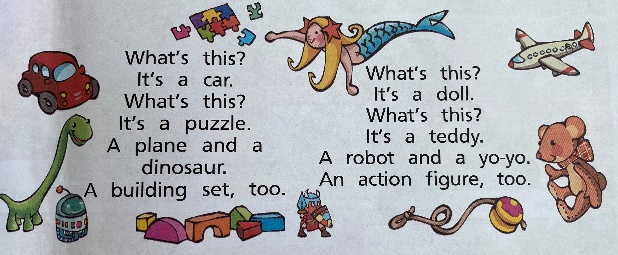 What's this?
It's a car.
What's this?
It's a puzzle.
A plane and a
dinosaur.
A building set, too.
What's this?
It's a doll.
What's this?
It's a teddy.
A robot and a yo-yo.
An action figure, too.